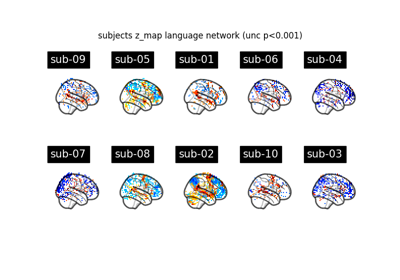 subjects z_map language network (unc p<0.001)
sub-09 sub-05 sub-01 sub-06 sub-04
sub-07 sub-08 sub-02 sub-10 sub-03